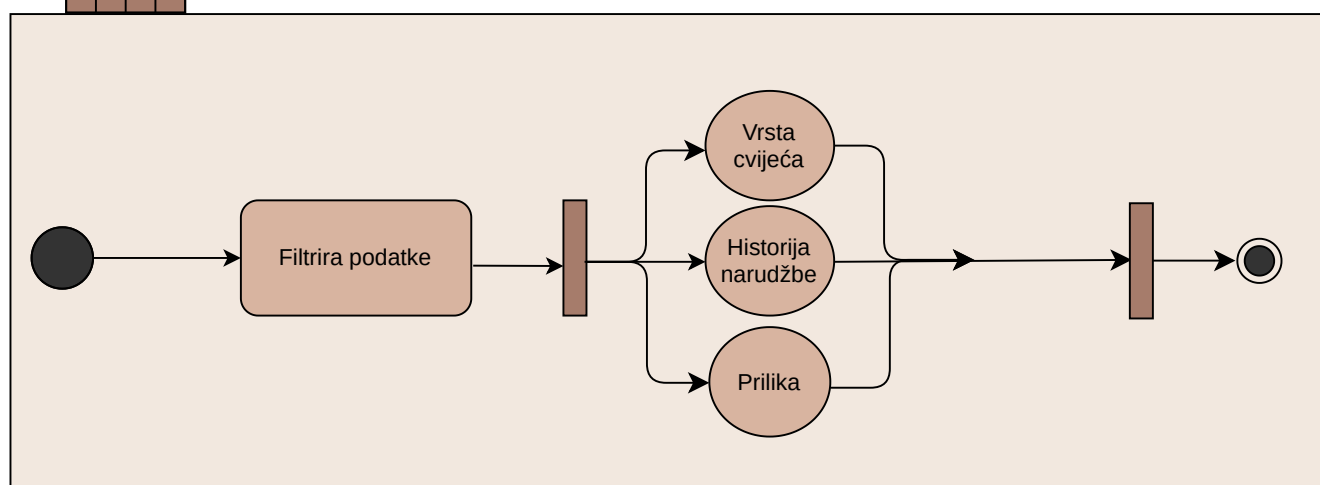 Filtrira podatke
Vrsta
cvijeća
Historija
narudžbe
Prilika